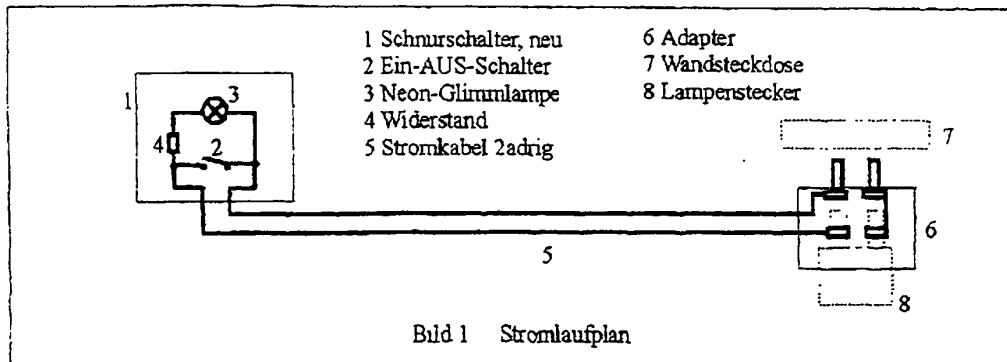 1 Schnurschalter, neu
2 Ein-AUS-Schalter
3 Neon-Glimmlampe
4 Widerstand
5 Stromkabel 2adrig
6 Adapter
7 Wandsteckdose
8 Lampenstecker
1
3
4
2
7
6
5
8
Bild 1 Stromlaufplan